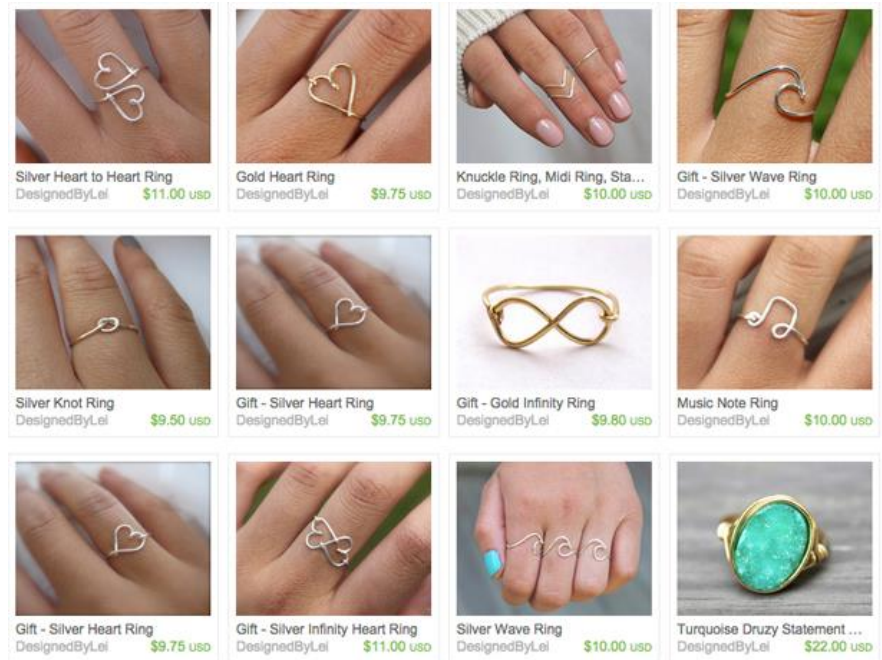 Silver Heart to Heart Ring
DesignedByLei $11.00 USD
Gold Heart Ring
DesignedByLei $9.75 USD
Knuckle Ring, Midi Ring, Sta...
DesignedByLei $10.00 USD
Gift - Silver Wave Ring
DesignedByLei $10.00 USD
Silver Knot Ring
DesignedByLei $9.50 USD
Gift - Silver Heart Ring
DesignedByLei $9.75 USD
Gift - Gold Infinity Ring
DesignedByLei $9.80 USD
Music Note Ring
DesignedByLei $10.00 USD
Gift - Silver Heart Ring
DesignedByLei $9.75 USD
Gift - Silver Infinity Heart Ring
DesignedByLei $11.00 USD
Silver Wave Ring
DesignedByLei $10.00 USD
Turquoise Druzy Statement ...
DesignedByLei $22.00 USD